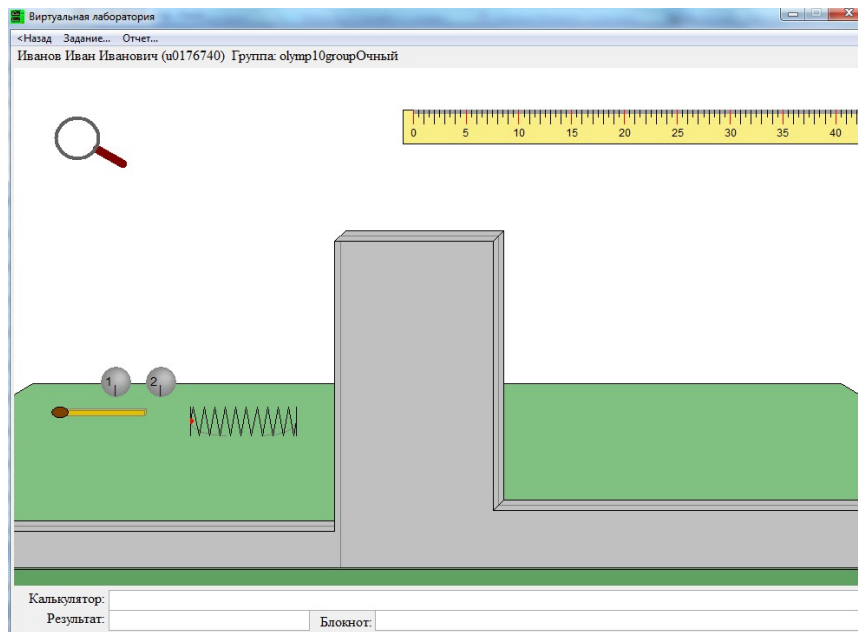 Виртуальная лаборатория
<Назад Задание... Отчет...
Иванов Иван Иванович (u0176740) Группа: olymp10groupОчный
0 5 10 15 20 25 30 35 40
1 2
Калькулятор:
Результат: Блокнот: